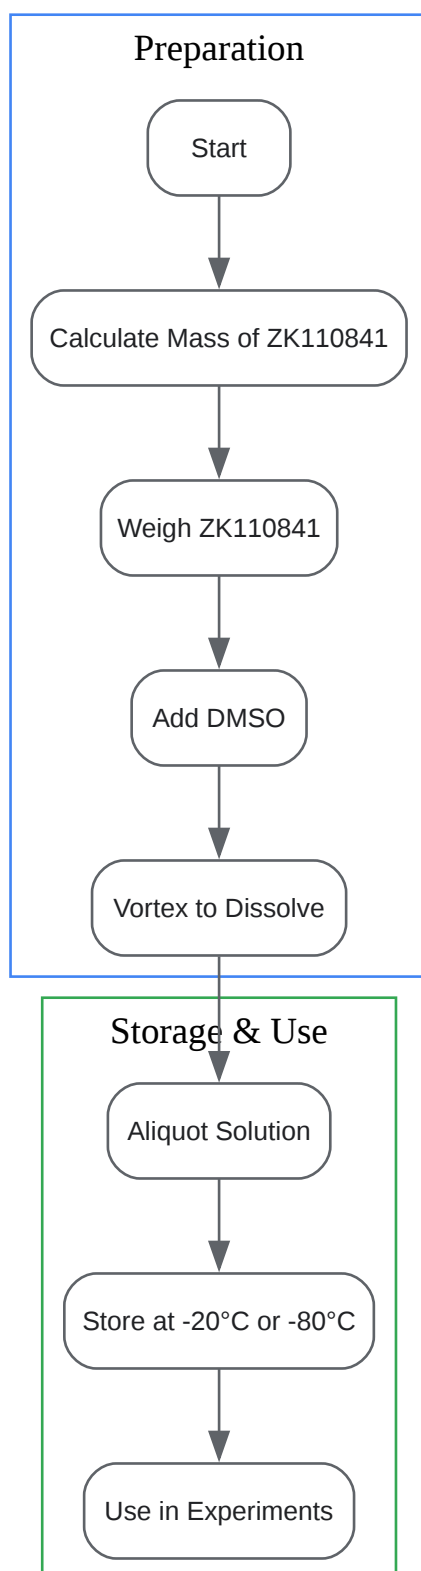 Preparation
Start
Calculate Mass of ZK110841
Weigh ZK110841
Add DMSO
Vortex to Dissolve
Storage & Use
Aliquot Solution
Store at -20°C or -80°C
Use in Experiments